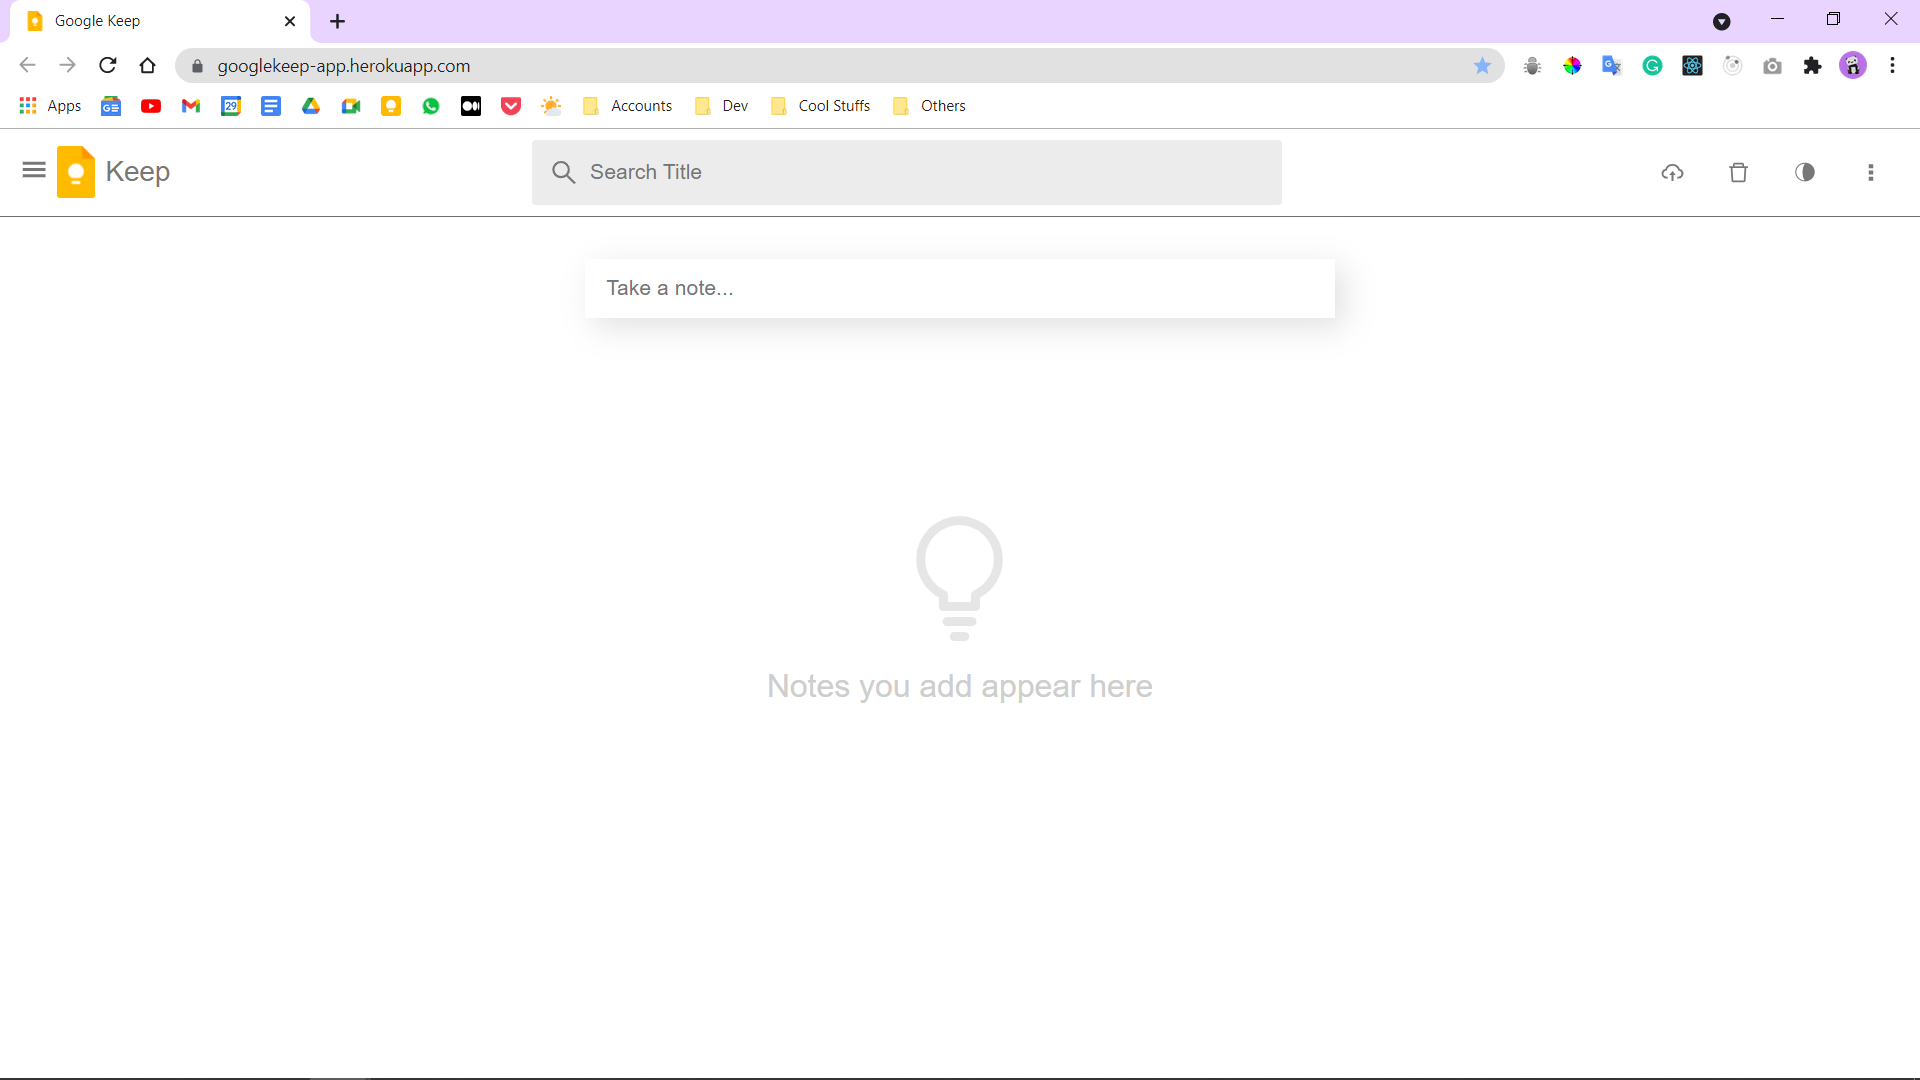 Google Keep
googlekeep-app.herokuapp.com
Apps
29
Accounts
Dev
Cool Stuffs
Others
Keep
Search Title
Take a note...
Notes you add appear here